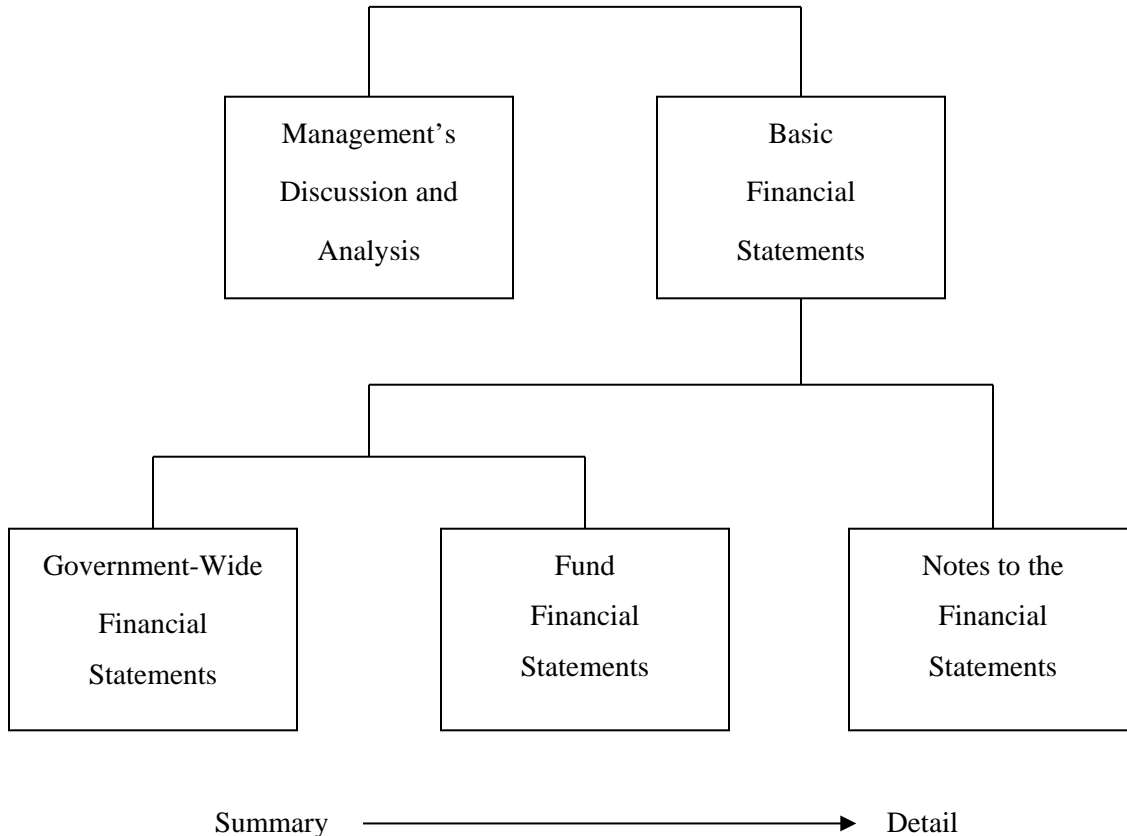 Management’s
Discussion and
Analysis
Basic
Financial
Statements
Government-Wide
Financial
Statements
Fund
Financial
Statements
Notes to the
Financial
Statements
Summary
Detail